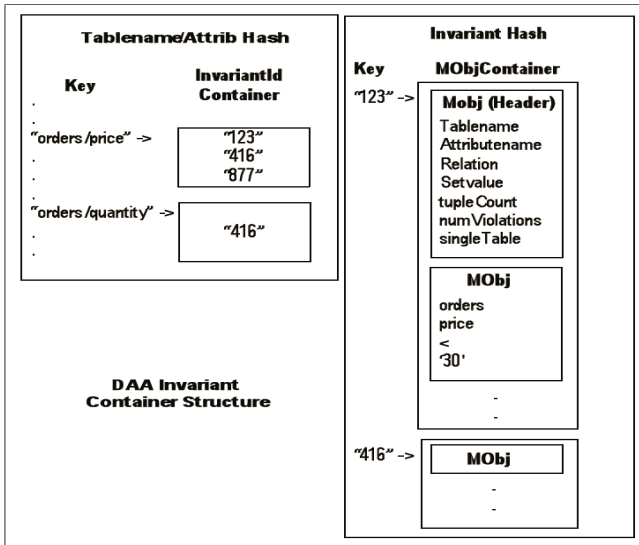 Tablename/Attrib Hash
Key
InvariantId
Container
.
.
"orders/price" ->
"123"
.
"416"
.
"877"
.
"orders/quantity" ->
"416"
.
.
DAA Invariant
Container Structure
Invariant Hash
Key
MObjContainer
"123" ->
Mobj (Header)
Tablename
Attributename
Relation
Setvalue
tupleCount
numViolations
singleTable
MObj
orders
price
<
'30'
-
-
"416" ->
MObj
-
-